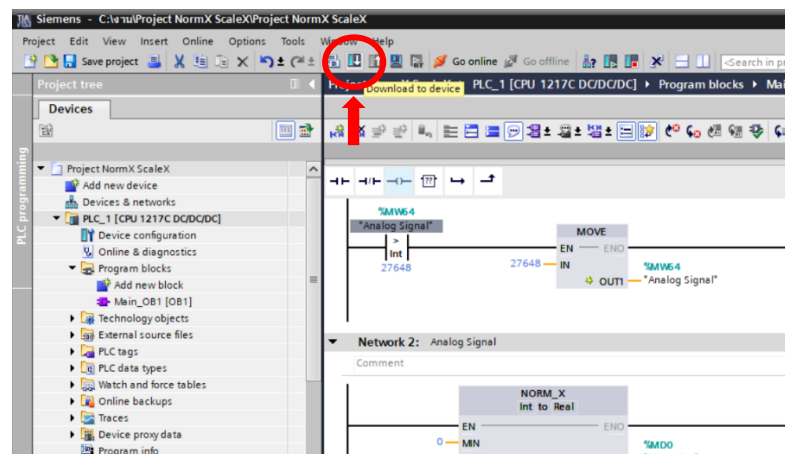 Siemens - C:\งาน\Project NormX ScaleX\Project NormX ScaleX
Project Edit View Insert Online Options Tools Window Help
Save project Go online Go offline <Search in pr
Project tree PLC_1 [CPU 1217C DC/DC/DC] Program blocks Mai
Download to device
Devices
PLC programming
Project NormX ScaleX
Add new device
Devices & networks
PLC_1 [CPU 1217C DC/DC/DC]
Device configuration
Online & diagnostics
Program blocks
Add new block
Main_OB1 [OB1]
Technology objects
External source files
PLC tags
PLC data types
Watch and force tables
Online backups
Traces
Device proxy data
Program info
%MW64
"Analog Signal"
>
Int
27648
MOVE
EN ENO
27648 IN
%MW64
OUT1 "Analog Signal"
Network 2: Analog Signal
Comment
NORM_X
Int to Real
EN ENO
0 MIN
%MD0